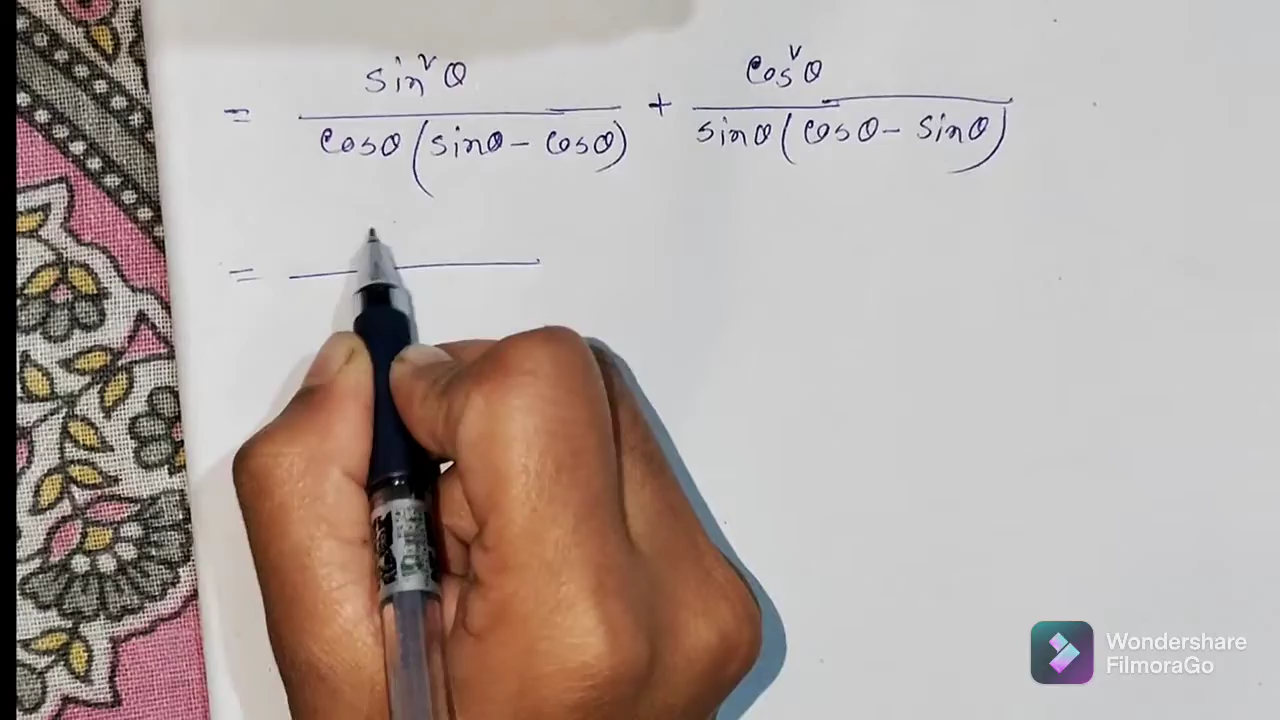 = sin²θ / cosθ(sinθ - cosθ) + cos²θ / sinθ(cosθ - sinθ)
=
Wondershare
FilmoraGo